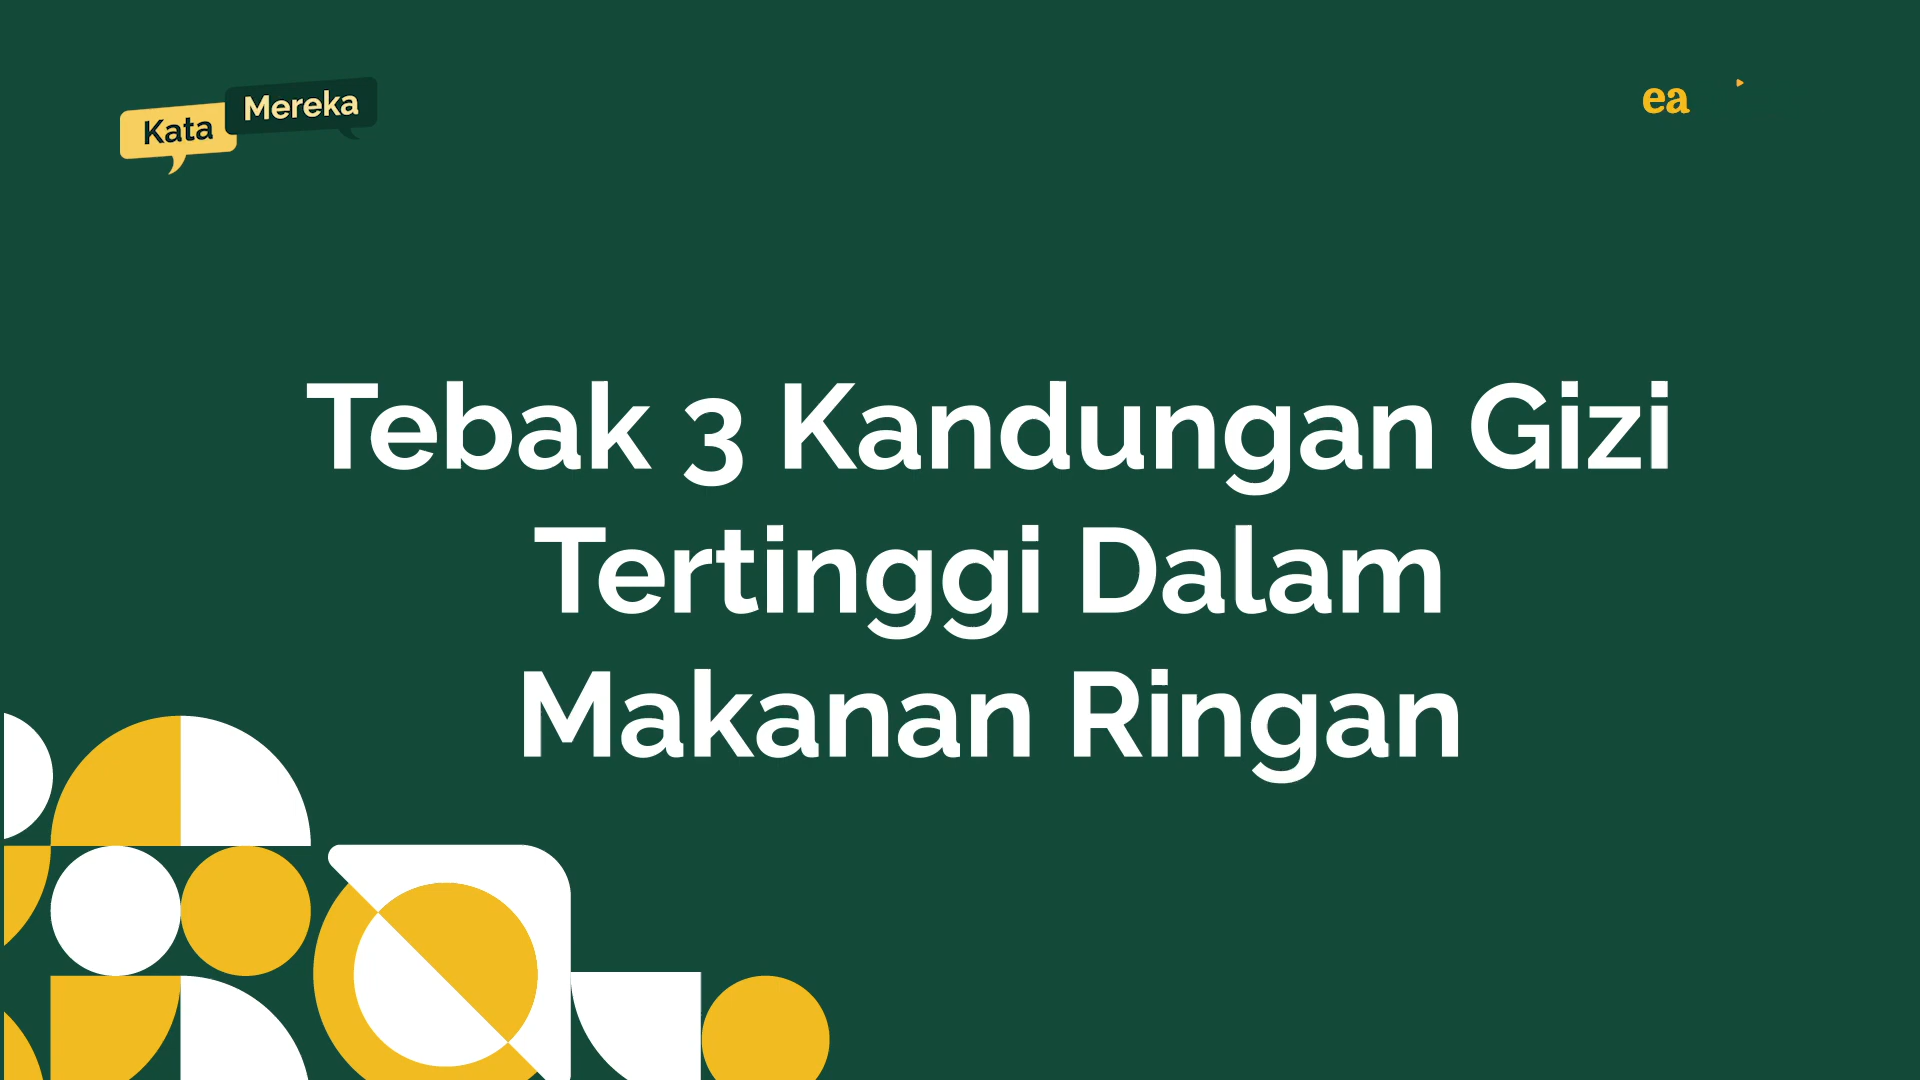 Kata
Mereka
ea
Tebak 3 Kandungan Gizi
Tertinggi Dalam
Makanan Ringan